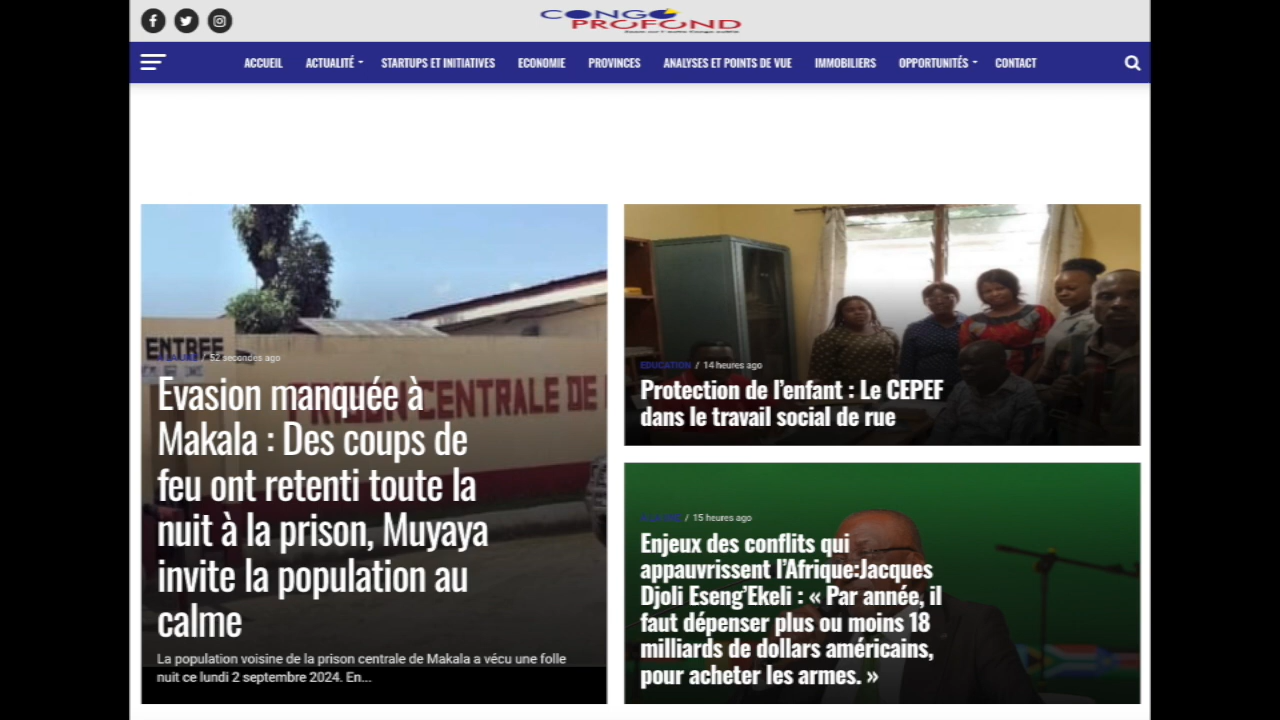 CONGO
PROFOND
ACCUEIL ACTUALITÉ STARTUPS ET INITIATIVES ECONOMIE PROVINCES ANALYSES ET POINTS DE VUE IMMOBILIERS OPPORTUNITÉS CONTACT
ENTREE
PRISON CENTRALE DE
/ 52 secondes ago
Evasion manquée à
Makala : Des coups de
feu ont retenti toute la
nuit à la prison, Muyaya
invite la population au
calme
La population voisine de la prison centrale de Makala a vécu une folle
nuit ce lundi 2 septembre 2024. En...
EDUCATION / 14 heures ago
Protection de l'enfant : Le CEPEF
dans le travail social de rue
/ 15 heures ago
Enjeux des conflits qui
appauvrissent l'Afrique:Jacques
Djoli Eseng'Ekeli : « Par année, il
faut dépenser plus ou moins 18
milliards de dollars américains,
pour acheter les armes. »